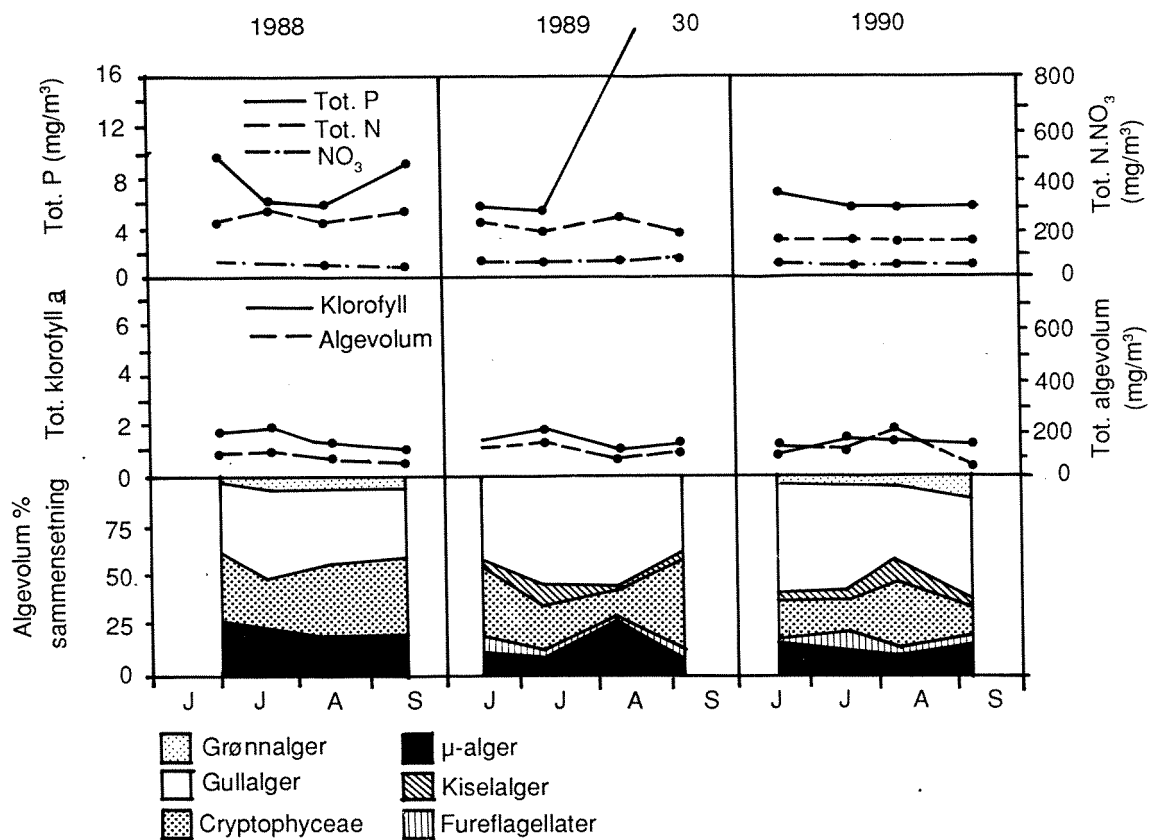 1988 1989 30 1990
Tot. P (mg/m³)
16
12
8
4
0
Tot. P
Tot. N
NO₃
800
600
400
200
0
Tot. N.NO₃
(mg/m³)
Tot. klorofyll a
6
4
2
0
Klorofyll
Algevolum
600
400
200
0
Tot. algevolum
(mg/m³)
Algevolum %
sammensetning
75
50.
25
0
J J A S J J A S J J A S
Grønnalger
Gullalger
Cryptophyceae
µ-alger
Kiselalger
Fureflagellater